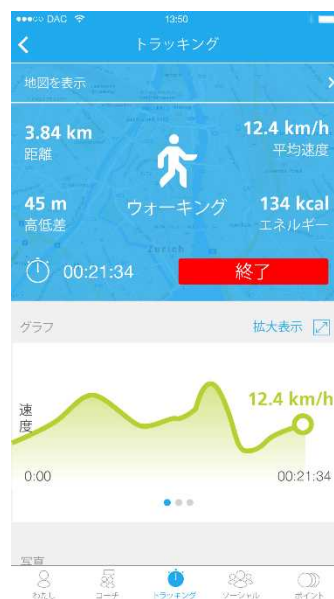 DAC 13:50
トラッキング
地図を表示
3.84 km 12.4 km/h
距離 平均速度
45 m ウォーキング 134 kcal
高低差 エネルギー
Zurich
00:21:34 終了
グラフ 拡大表示
12.4 km/h
速度
0:00 00:21:34
写真
わたし コーチ トラッキング ソーシャル ポイント